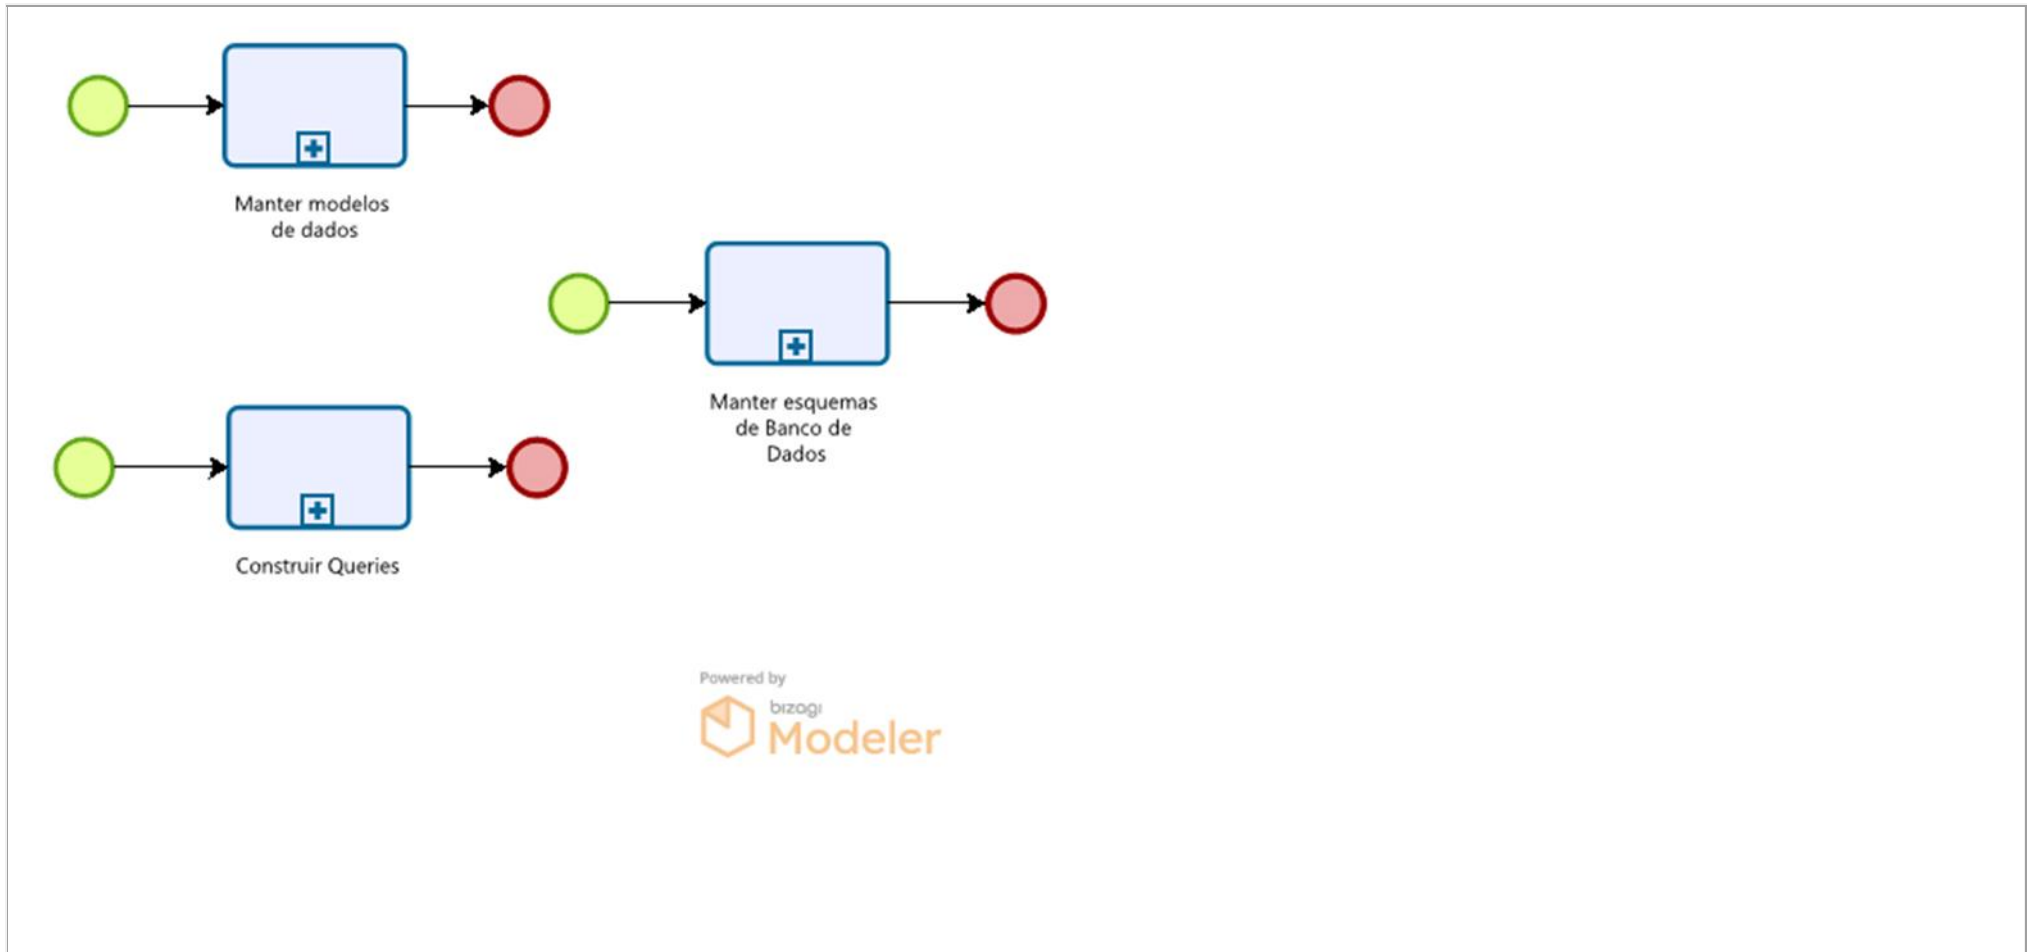 Manter modelos
de dados
Manter esquemas
de Banco de
Dados
Construir Queries
Powered by
bizagi
Modeler